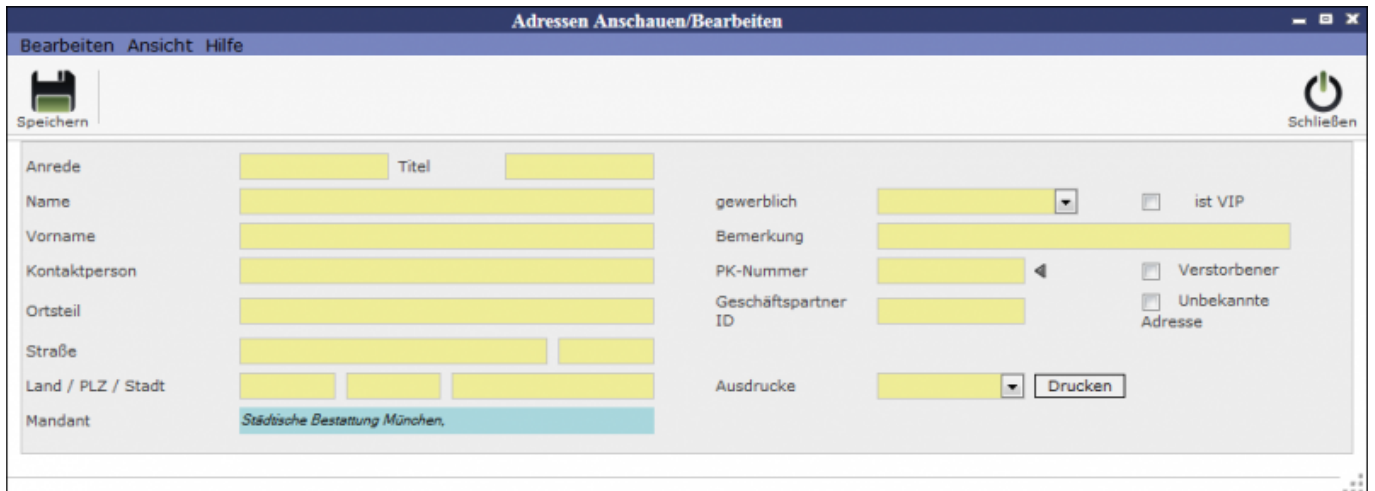 Adressen Anschauen/Bearbeiten
Bearbeiten Ansicht Hilfe
Speichern
Schließen
Anrede Titel
Name gewerblich ist VIP
Vorname Bemerkung
Kontaktperson PK-Nummer Verstorbener
Ortsteil Geschäftspartner ID Unbekannte Adresse
Straße
Land / PLZ / Stadt Ausdrucke Drucken
Mandant Städtische Bestattung München,